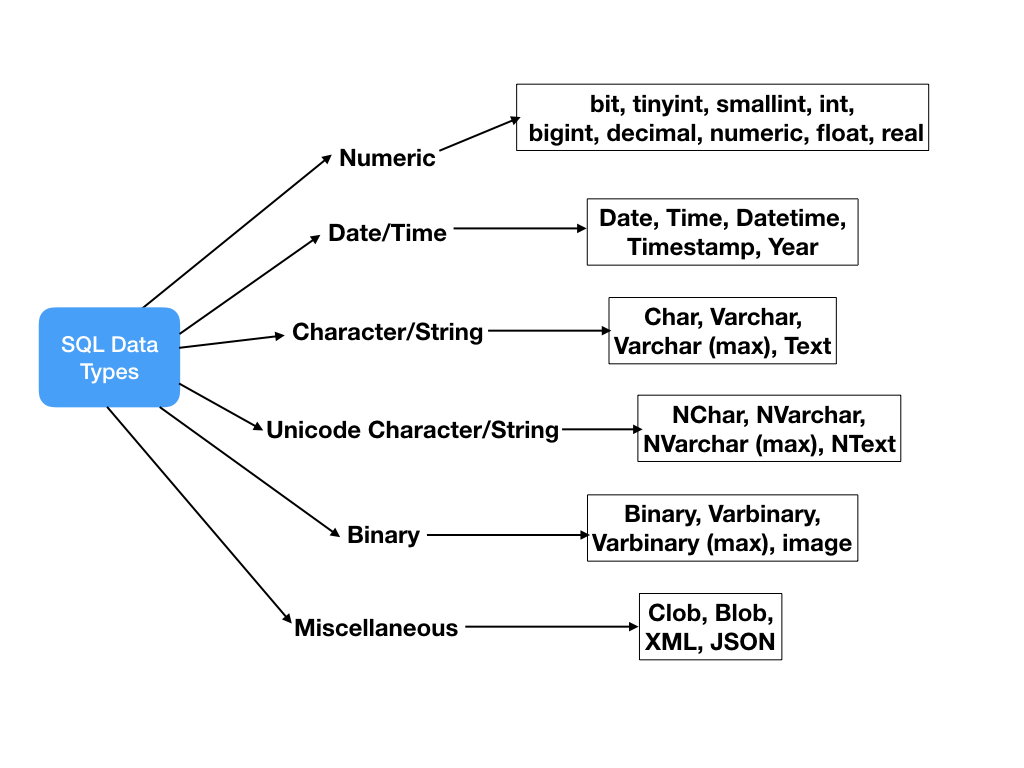 SQL Data
Types
Numeric
bit, tinyint, smallint, int,
bigint, decimal, numeric, float, real
Date/Time
Date, Time, Datetime,
Timestamp, Year
Character/String
Char, Varchar,
Varchar (max), Text
Unicode Character/String
NChar, NVarchar,
NVarchar (max), NText
Binary
Binary, Varbinary,
Varbinary (max), image
Miscellaneous
Clob, Blob,
XML, JSON